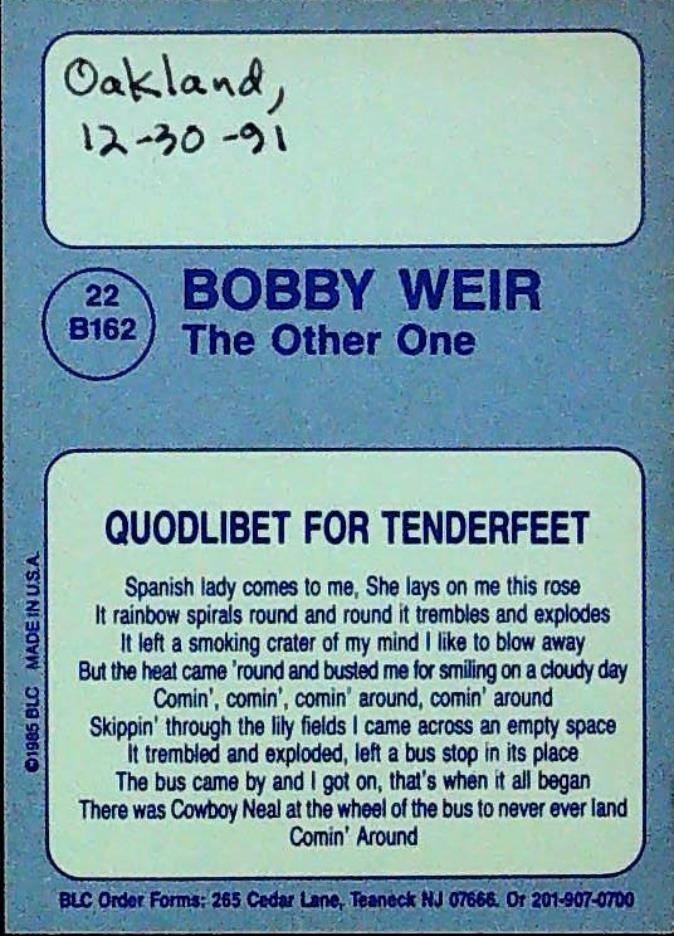 Oakland,
12-30-91
22
B162
BOBBY WEIR
The Other One
QUODLIBET FOR TENDERFEET
Spanish lady comes to me, She lays on me this rose
It rainbow spirals round and round it trembles and explodes
It left a smoking crater of my mind I like to blow away
But the heat came 'round and busted me for smiling on a cloudy day
Comin', comin', comin' around, comin' around
Skippin' through the lily fields I came across an empty space
It trembled and exploded, left a bus stop in its place
The bus came by and I got on, that's when it all began
There was Cowboy Neal at the wheel of the bus to never ever land
Comin' Around
©1985 BLC MADE IN U.S.A.
BLC Order Forms: 265 Cedar Lane, Teaneck NJ 07666. Or 201-907-0700